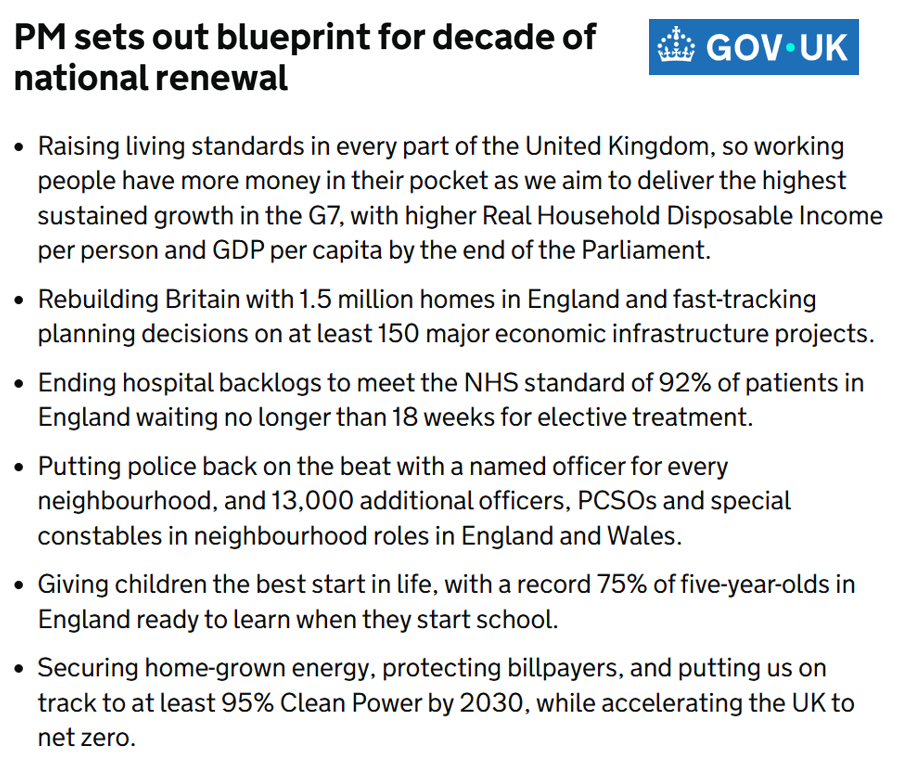 PM sets out blueprint for decade of
national renewal
GOV·UK
• Raising living standards in every part of the United Kingdom, so working
people have more money in their pocket as we aim to deliver the highest
sustained growth in the G7, with higher Real Household Disposable Income
per person and GDP per capita by the end of the Parliament.
• Rebuilding Britain with 1.5 million homes in England and fast-tracking
planning decisions on at least 150 major economic infrastructure projects.
• Ending hospital backlogs to meet the NHS standard of 92% of patients in
England waiting no longer than 18 weeks for elective treatment.
• Putting police back on the beat with a named officer for every
neighbourhood, and 13,000 additional officers, PCSOs and special
constables in neighbourhood roles in England and Wales.
• Giving children the best start in life, with a record 75% of five-year-olds in
England ready to learn when they start school.
• Securing home-grown energy, protecting billpayers, and putting us on
track to at least 95% Clean Power by 2030, while accelerating the UK to
net zero.